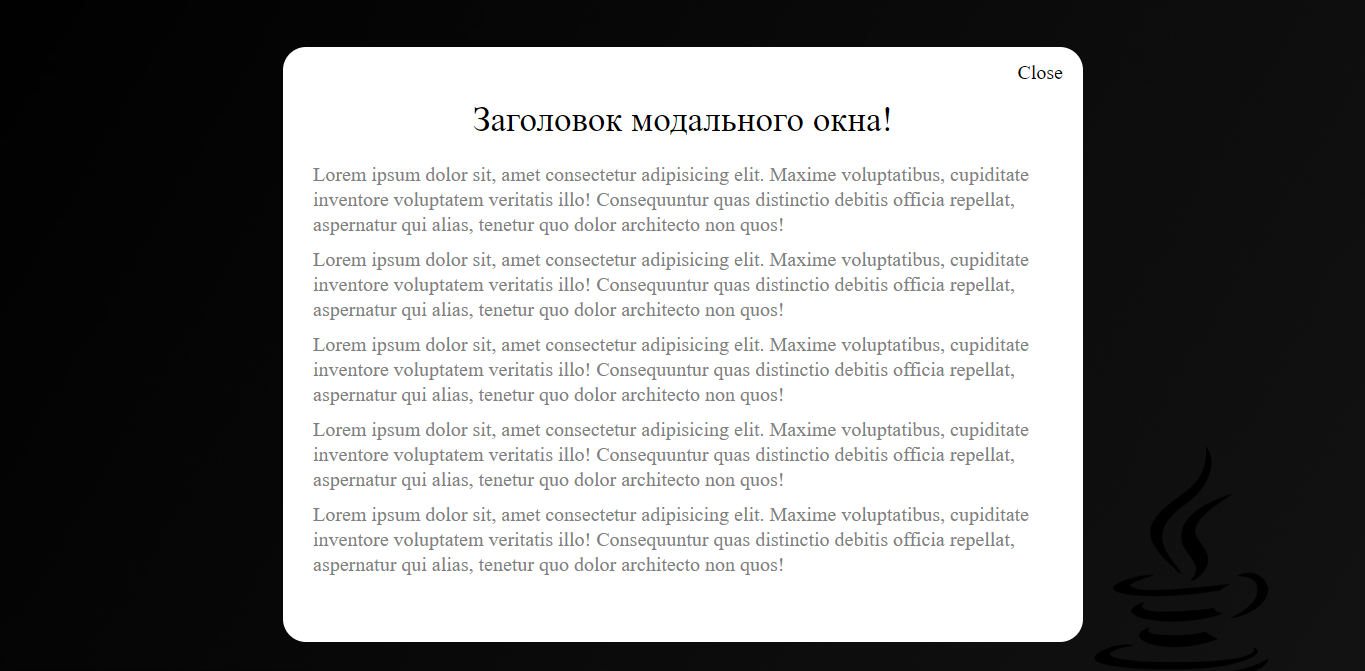 Close
Заголовок модального окна!
Lorem ipsum dolor sit, amet consectetur adipisicing elit. Maxime voluptatibus, cupiditate
inventore voluptatem veritatis illo! Consequuntur quas distinctio debitis officia repellat,
aspernatur qui alias, tenetur quo dolor architecto non quos!
Lorem ipsum dolor sit, amet consectetur adipisicing elit. Maxime voluptatibus, cupiditate
inventore voluptatem veritatis illo! Consequuntur quas distinctio debitis officia repellat,
aspernatur qui alias, tenetur quo dolor architecto non quos!
Lorem ipsum dolor sit, amet consectetur adipisicing elit. Maxime voluptatibus, cupiditate
inventore voluptatem veritatis illo! Consequuntur quas distinctio debitis officia repellat,
aspernatur qui alias, tenetur quo dolor architecto non quos!
Lorem ipsum dolor sit, amet consectetur adipisicing elit. Maxime voluptatibus, cupiditate
inventore voluptatem veritatis illo! Consequuntur quas distinctio debitis officia repellat,
aspernatur qui alias, tenetur quo dolor architecto non quos!
Lorem ipsum dolor sit, amet consectetur adipisicing elit. Maxime voluptatibus, cupiditate
inventore voluptatem veritatis illo! Consequuntur quas distinctio debitis officia repellat,
aspernatur qui alias, tenetur quo dolor architecto non quos!